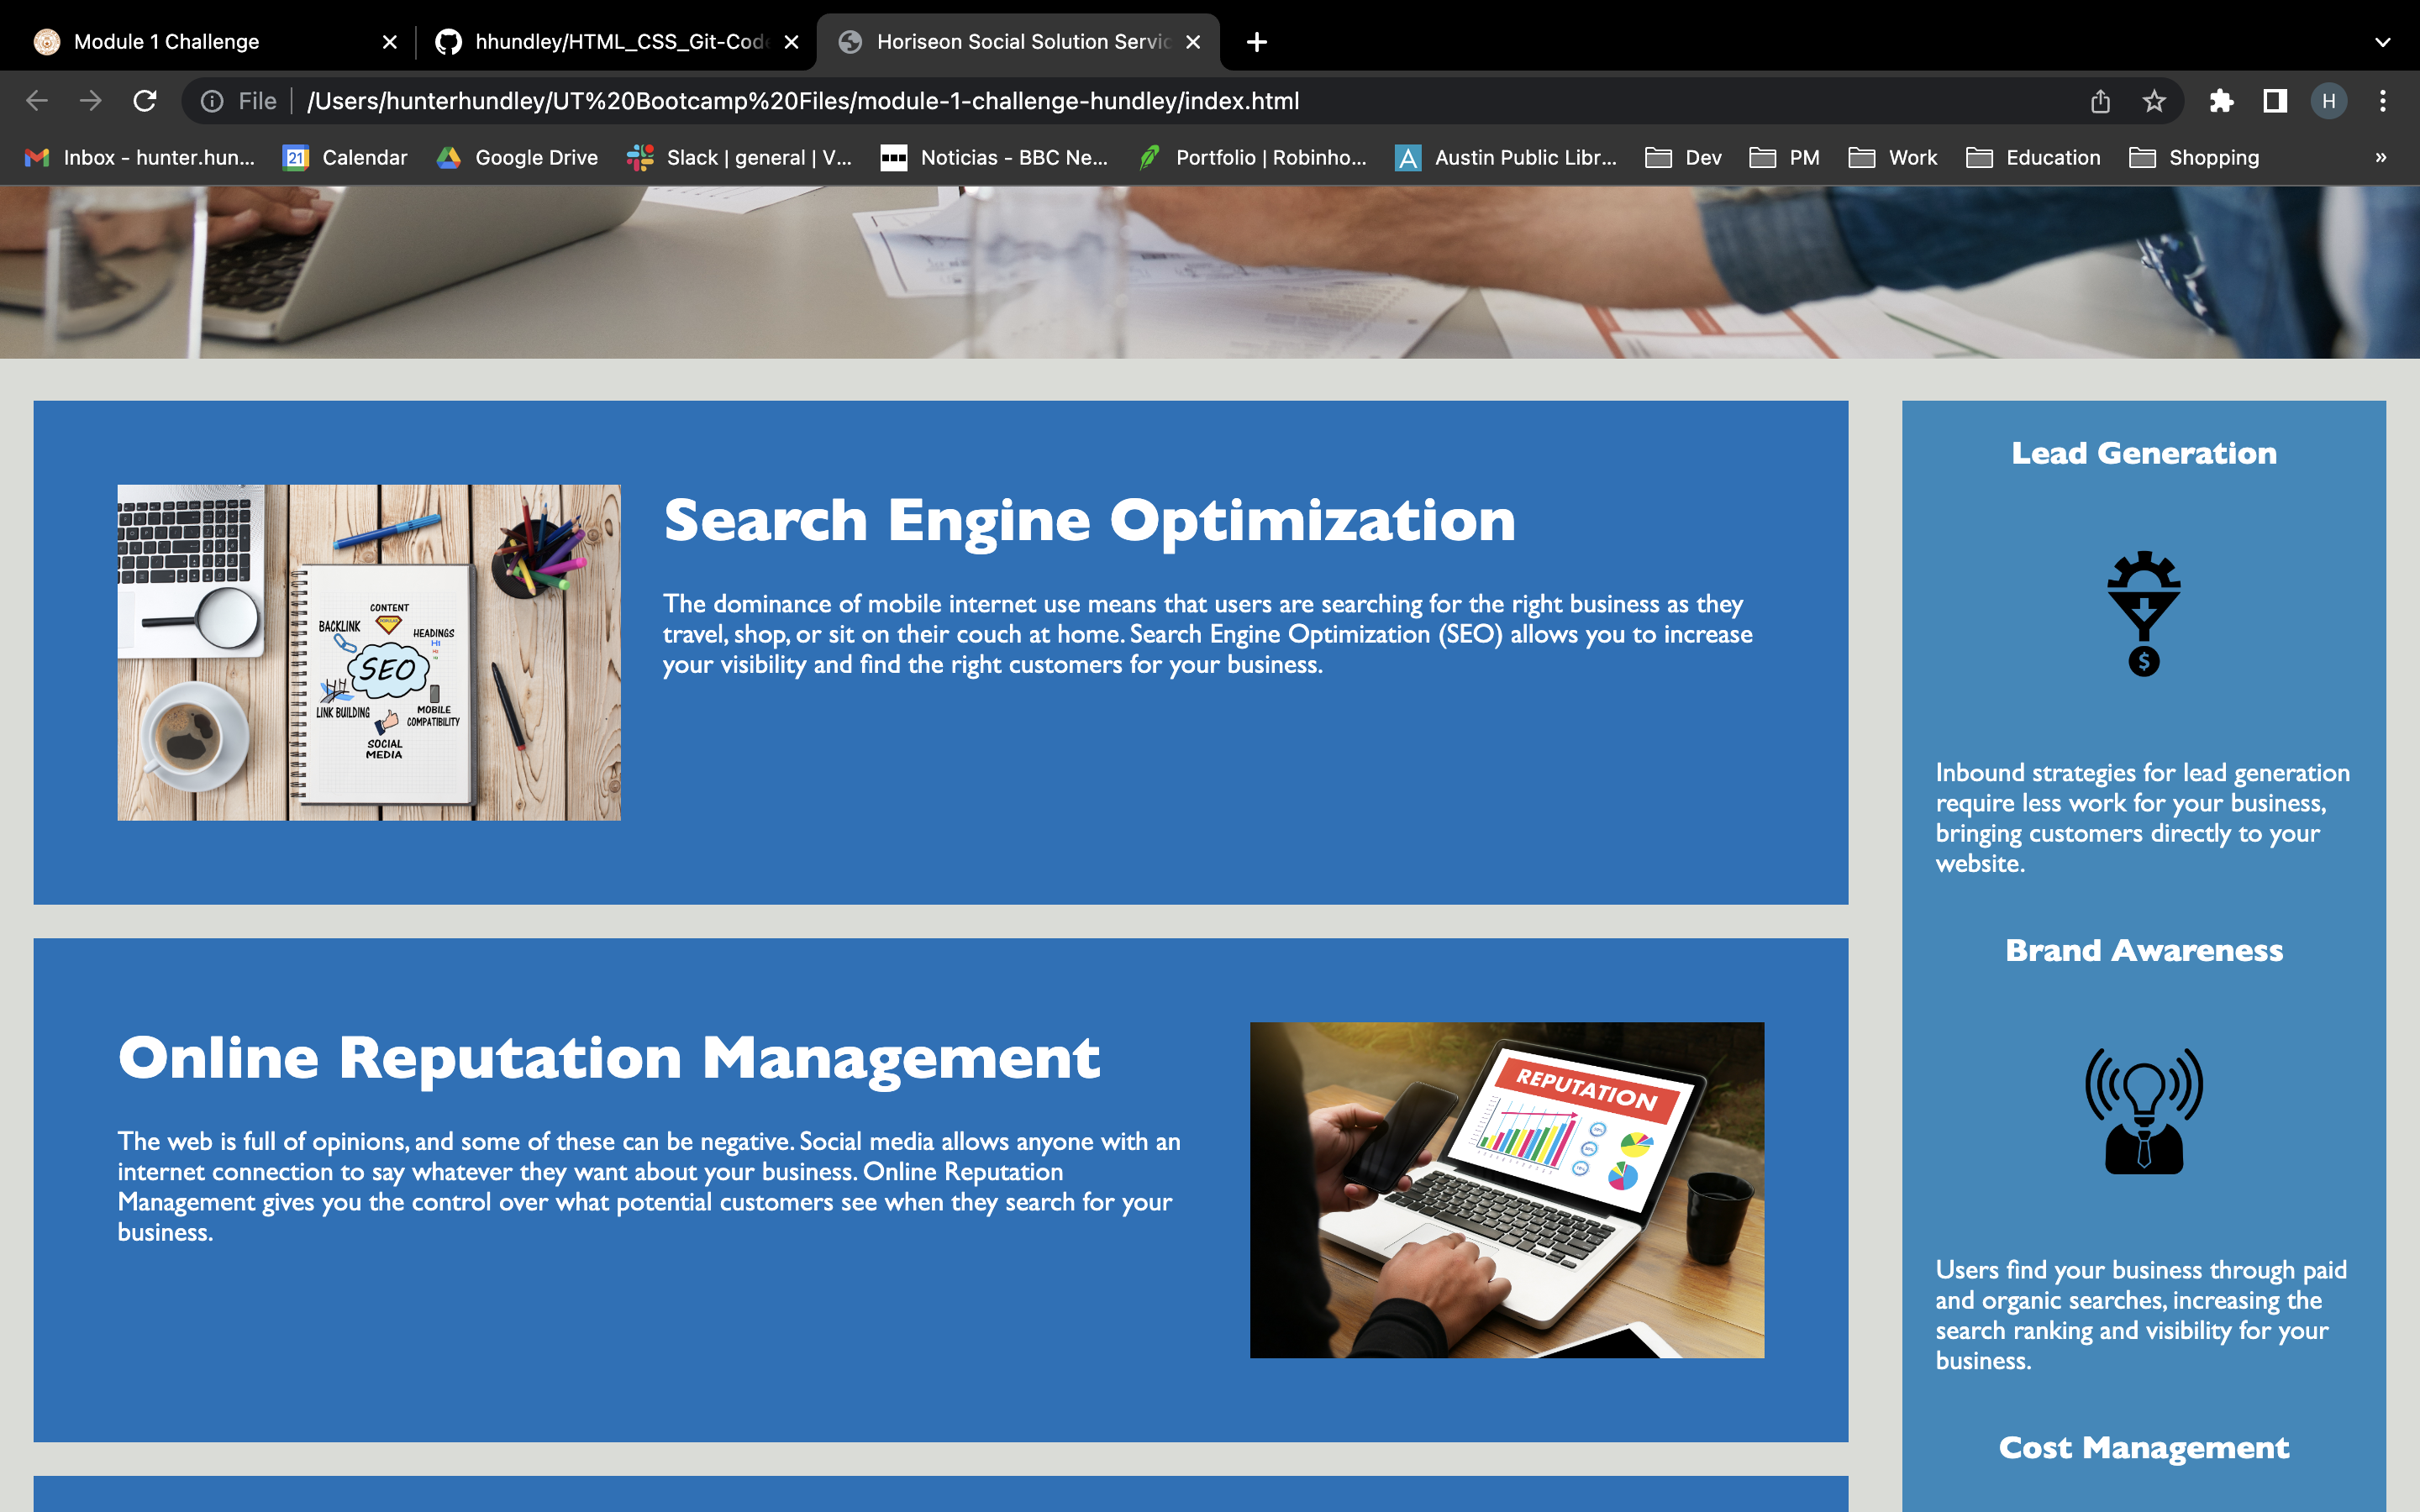 Module 1 Challenge
hhundley/HTML_CSS_Git-Code
Horiseon Social Solution Servic
File
/Users/hunterhundley/UT%20Bootcamp%20Files/module-1-challenge-hundley/index.html
H
Inbox - hunter.hun...
21
Calendar
Google Drive
Slack | general | V...
Noticias - BBC Ne...
Portfolio | Robinho...
A
Austin Public Libr...
Dev
PM
Work
Education
Shopping
»
Search Engine Optimization
The dominance of mobile internet use means that users are searching for the right business as they
travel, shop, or sit on their couch at home. Search Engine Optimization (SEO) allows you to increase
your visibility and find the right customers for your business.
CONTENT
BACKLINK
HEADINGS
SEO
LINK BUILDING
MOBILE
COMPATIBILITY
SOCIAL
MEDIA
Online Reputation Management
The web is full of opinions, and some of these can be negative. Social media allows anyone with an
internet connection to say whatever they want about your business. Online Reputation
Management gives you the control over what potential customers see when they search for your
business.
REPUTATION
Lead Generation
$
Inbound strategies for lead generation
require less work for your business,
bringing customers directly to your
website.
Brand Awareness
Users find your business through paid
and organic searches, increasing the
search ranking and visibility for your
business.
Cost Management